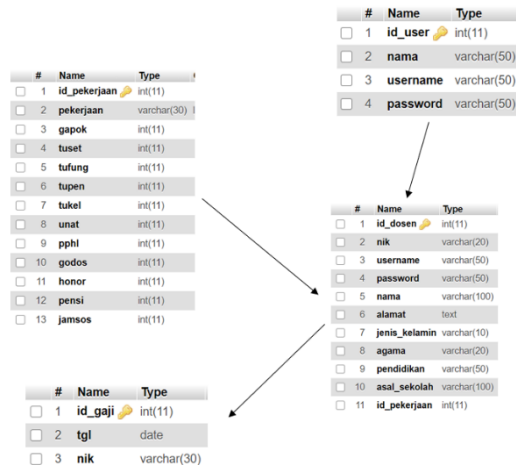 # Name Type
1 id_user int(11)
2 nama varchar(50)
3 username varchar(50)
4 password varchar(50)
# Name Type
1 id_pekerjaan int(11)
2 pekerjaan varchar(30)
3 gapok int(11)
4 tuset int(11)
5 tufung int(11)
6 tupen int(11)
7 tukel int(11)
8 unat int(11)
9 pphl int(11)
10 godos int(11)
11 honor int(11)
12 pensi int(11)
13 jamsos int(11)
# Name Type
1 id_dosen int(11)
2 nik varchar(20)
3 username varchar(50)
4 password varchar(50)
5 nama varchar(100)
6 alamat text
7 jenis_kelamin varchar(10)
8 agama varchar(20)
9 pendidikan varchar(50)
10 asal_sekolah varchar(100)
11 id_pekerjaan int(11)
# Name Type
1 id_gaji int(11)
2 tgl date
3 nik varchar(30)